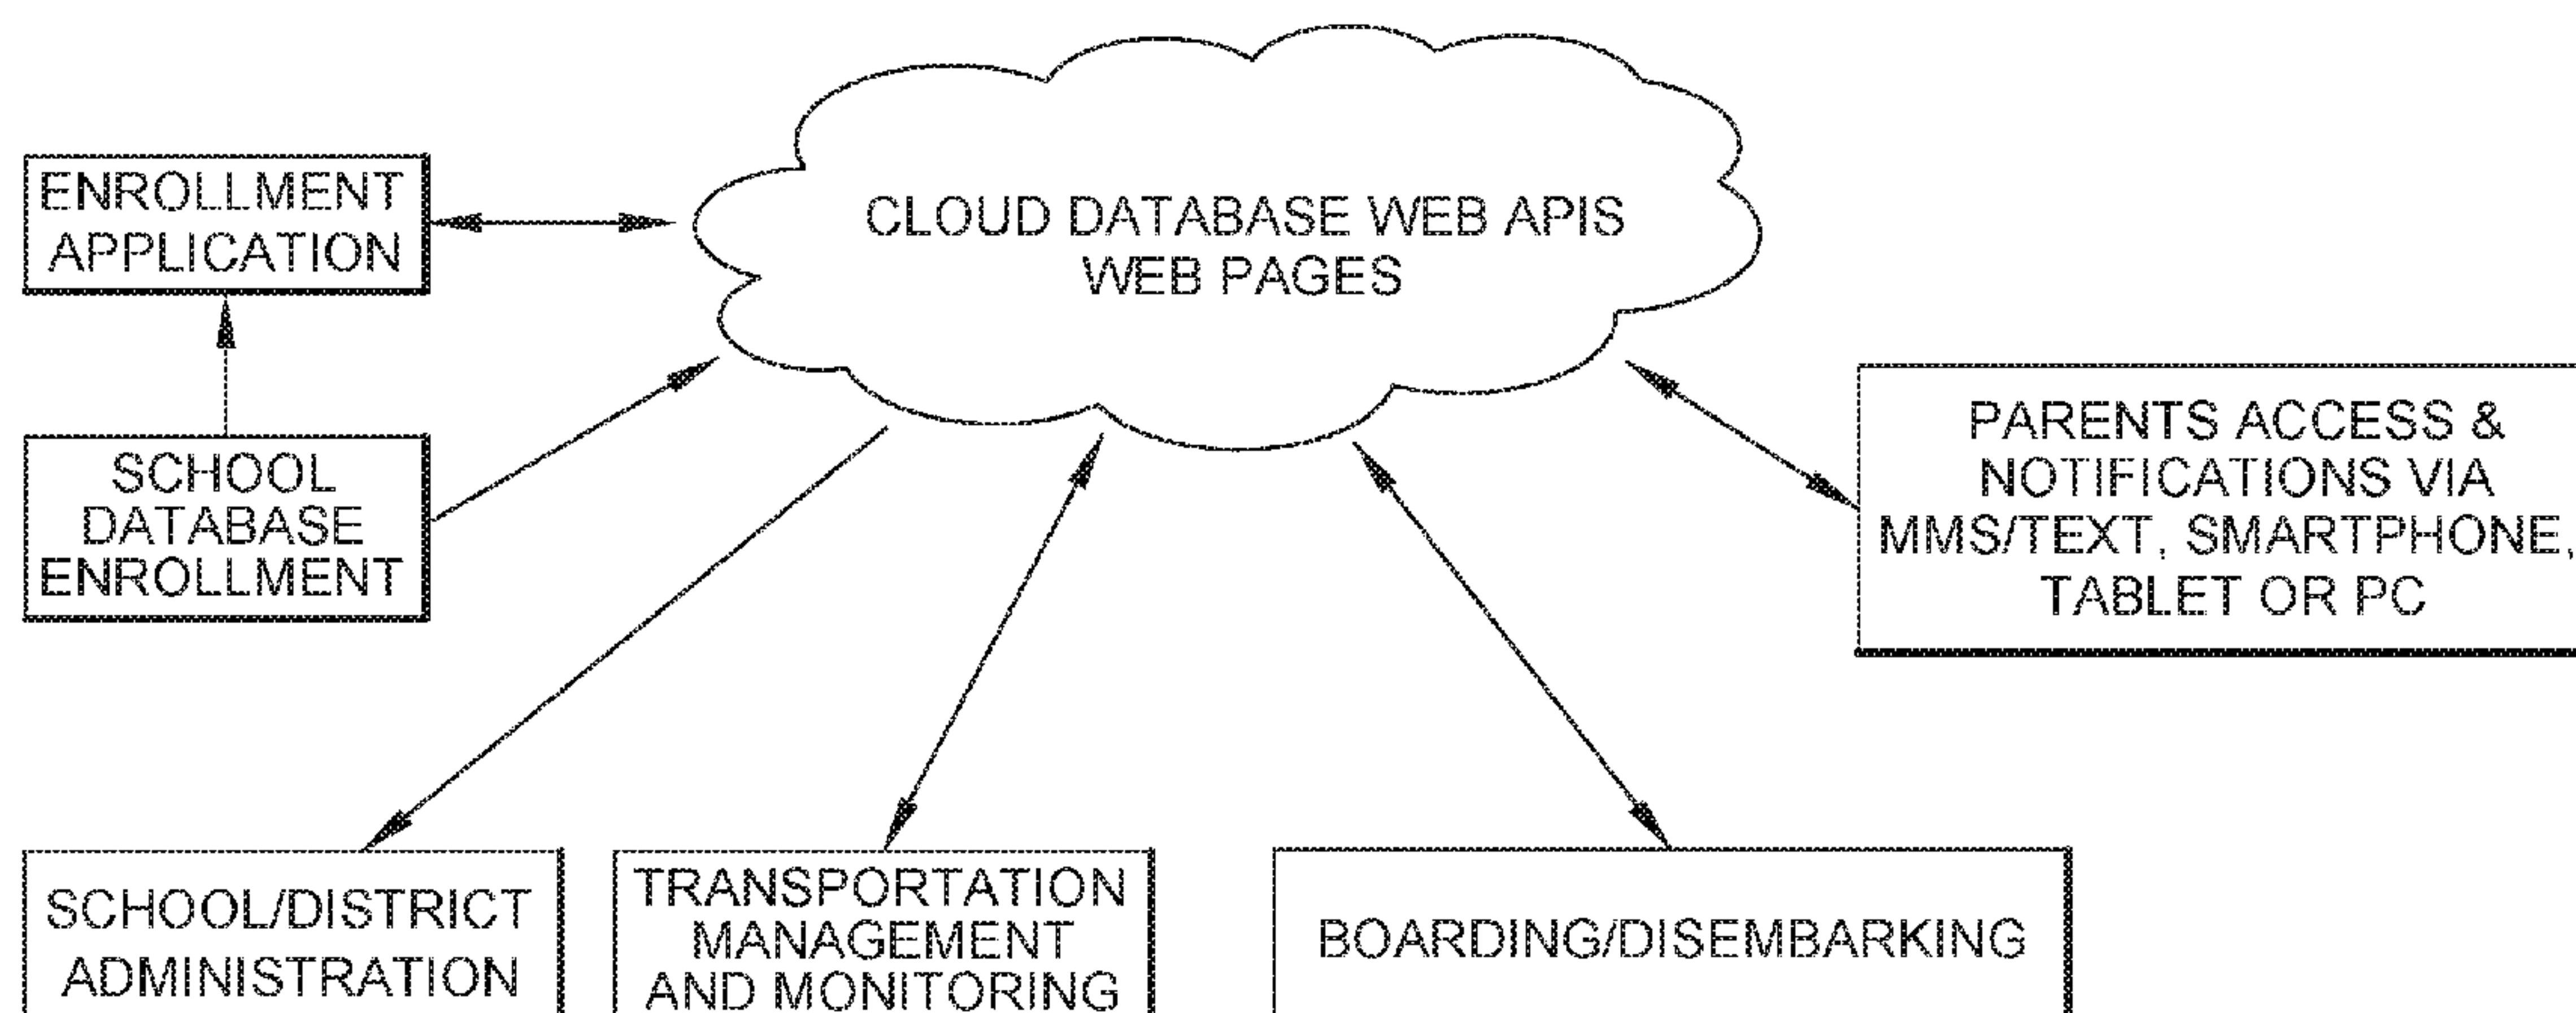 CLOUD DATABASE WEB APIS
WEB PAGES
ENROLLMENT
APPLICATION
SCHOOL
DATABASE
ENROLLMENT
PARENTS ACCESS &
NOTIFICATIONS VIA
MMS/TEXT, SMARTPHONE,
TABLET OR PC
SCHOOL/DISTRICT
ADMINISTRATION
TRANSPORTATION
MANAGEMENT
AND MONITORING
BOARDING/DISEMBARKING